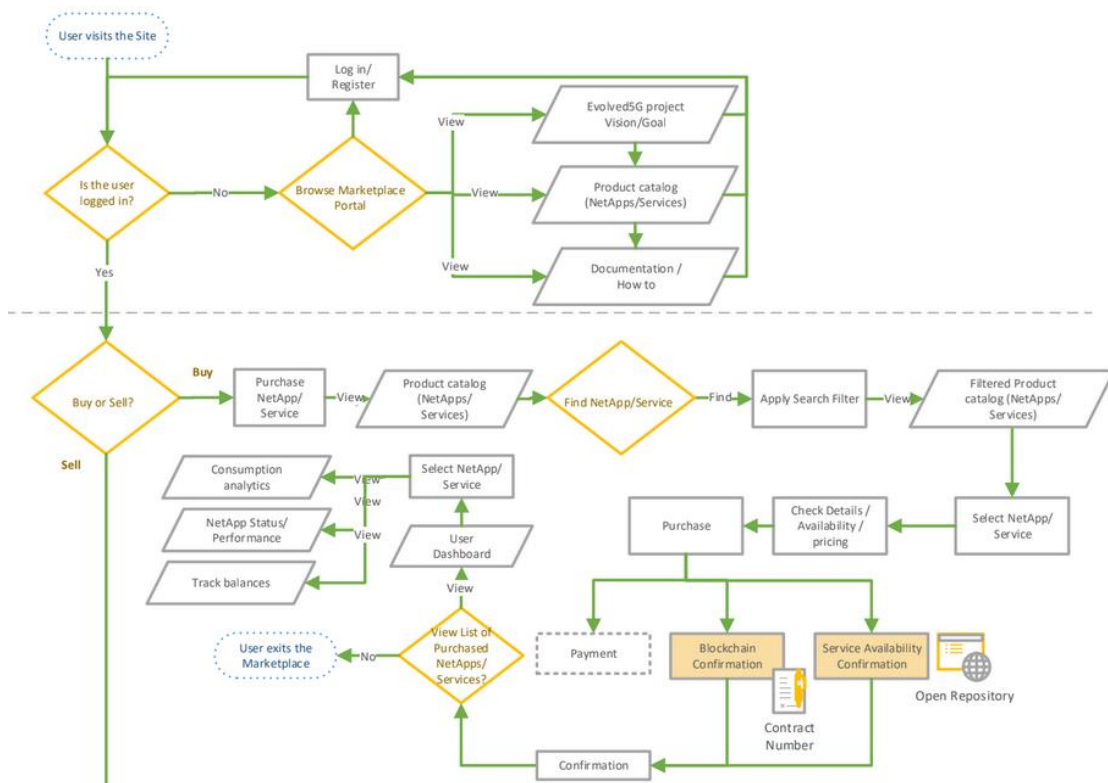 User visits the Site
Log in/
Register
Evolved5G project
Vision/Goal
View
Is the user
logged in?
No
Browse Marketplace
Portal
View
Product catalog
(NetApps/Services)
View
Documentation /
How to
Yes
Buy or Sell?
Buy
Purchase
NetApp/
Service
View
Product catalog
(NetApps/
Services)
Find NetApp/Service
Find
Apply Search Filter
View
Filtered Product
catalog (NetApps/
Services)
Sell
Consumption
analytics
View
View
Select NetApp/
Service
NetApp Status/
Performance
View
User
Dashboard
Purchase
Check Details /
Availability /
pricing
Select NetApp/
Service
Track balances
View
User exits the
Marketplace
No
View List of
Purchased
NetApps/
Services?
Payment
Blockchain
Confirmation
Service Availability
Confirmation
Open Repository
Contract
Number
Confirmation